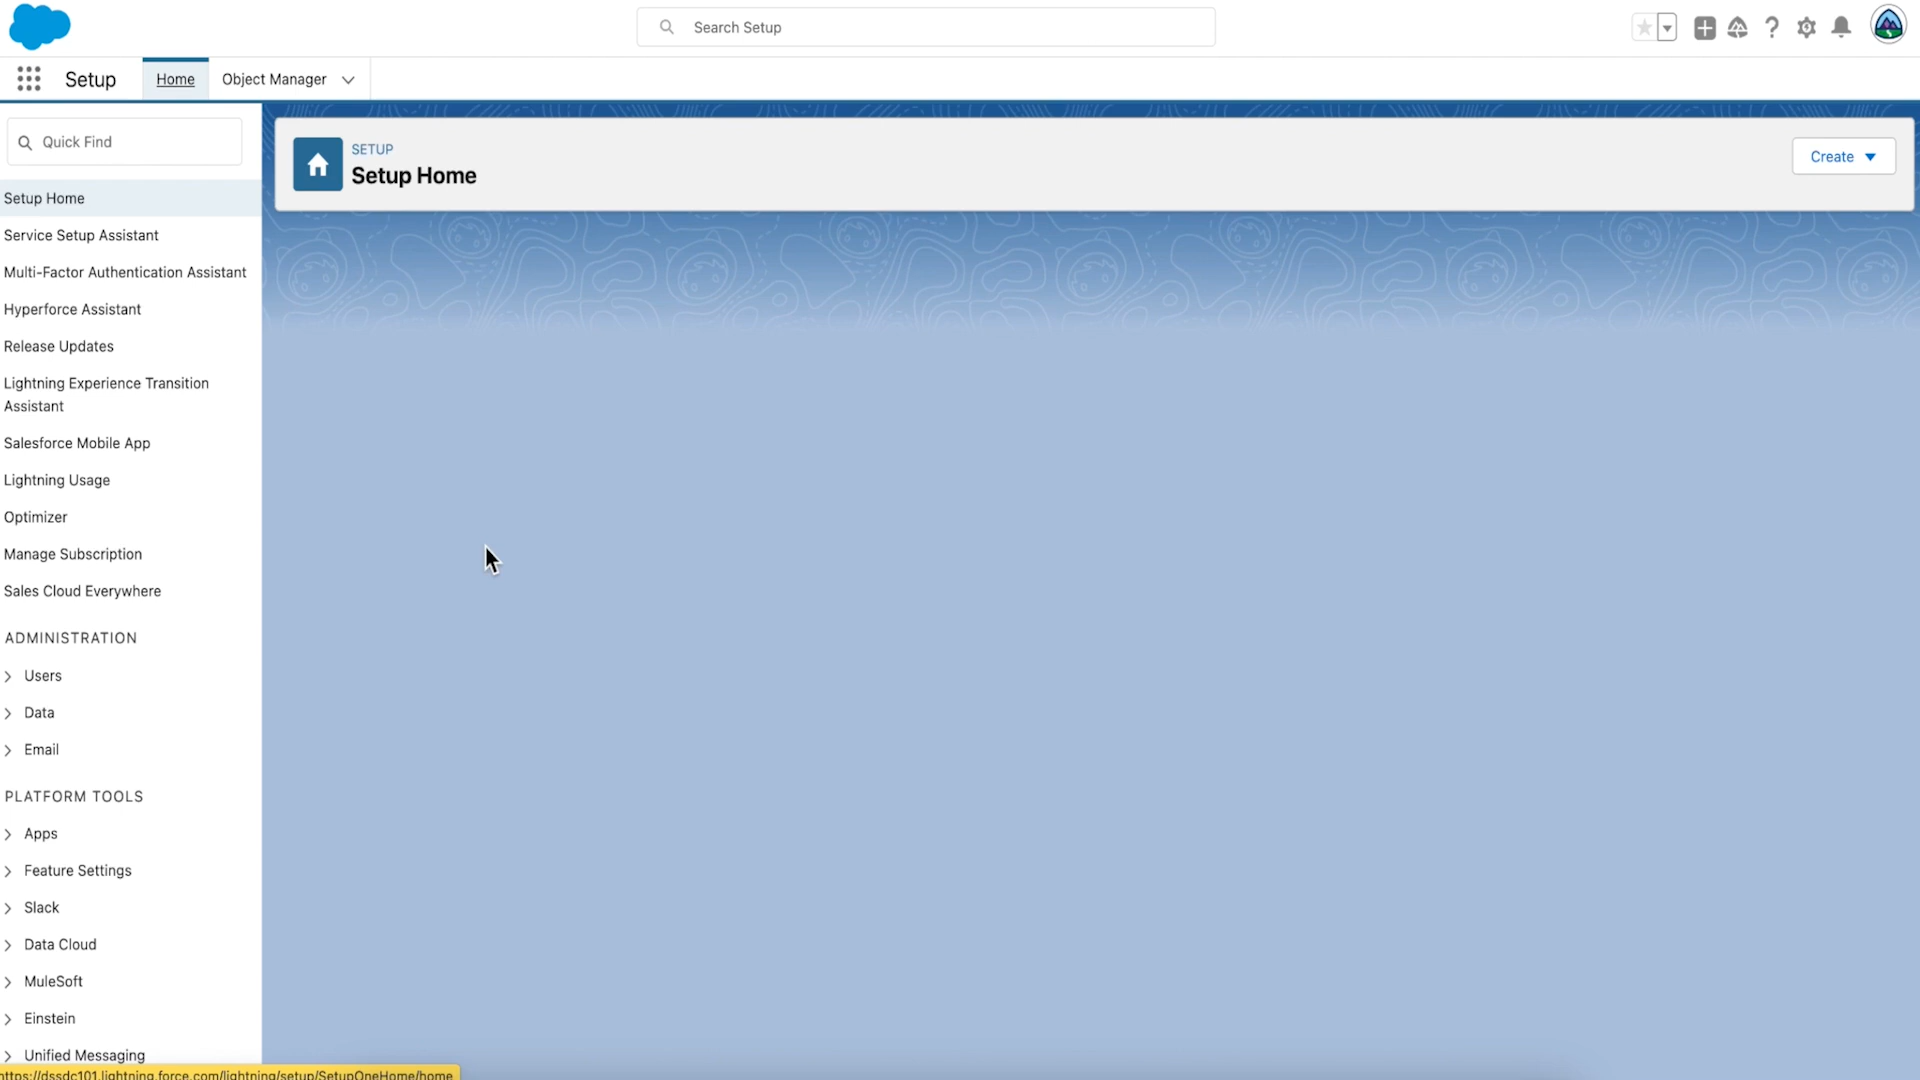 Search Setup
Setup
Home
Object Manager
Quick Find
SETUP
Setup Home
Create
Setup Home
Service Setup Assistant
Multi-Factor Authentication Assistant
Hyperforce Assistant
Release Updates
Lightning Experience Transition
Assistant
Salesforce Mobile App
Lightning Usage
Optimizer
Manage Subscription
Sales Cloud Everywhere
ADMINISTRATION
Users
Data
Email
PLATFORM TOOLS
Apps
Feature Settings
Slack
Data Cloud
MuleSoft
Einstein
Unified Messaging
https://dssdc101.lightning.force.com/lightning/setup/SetupOneHome/home